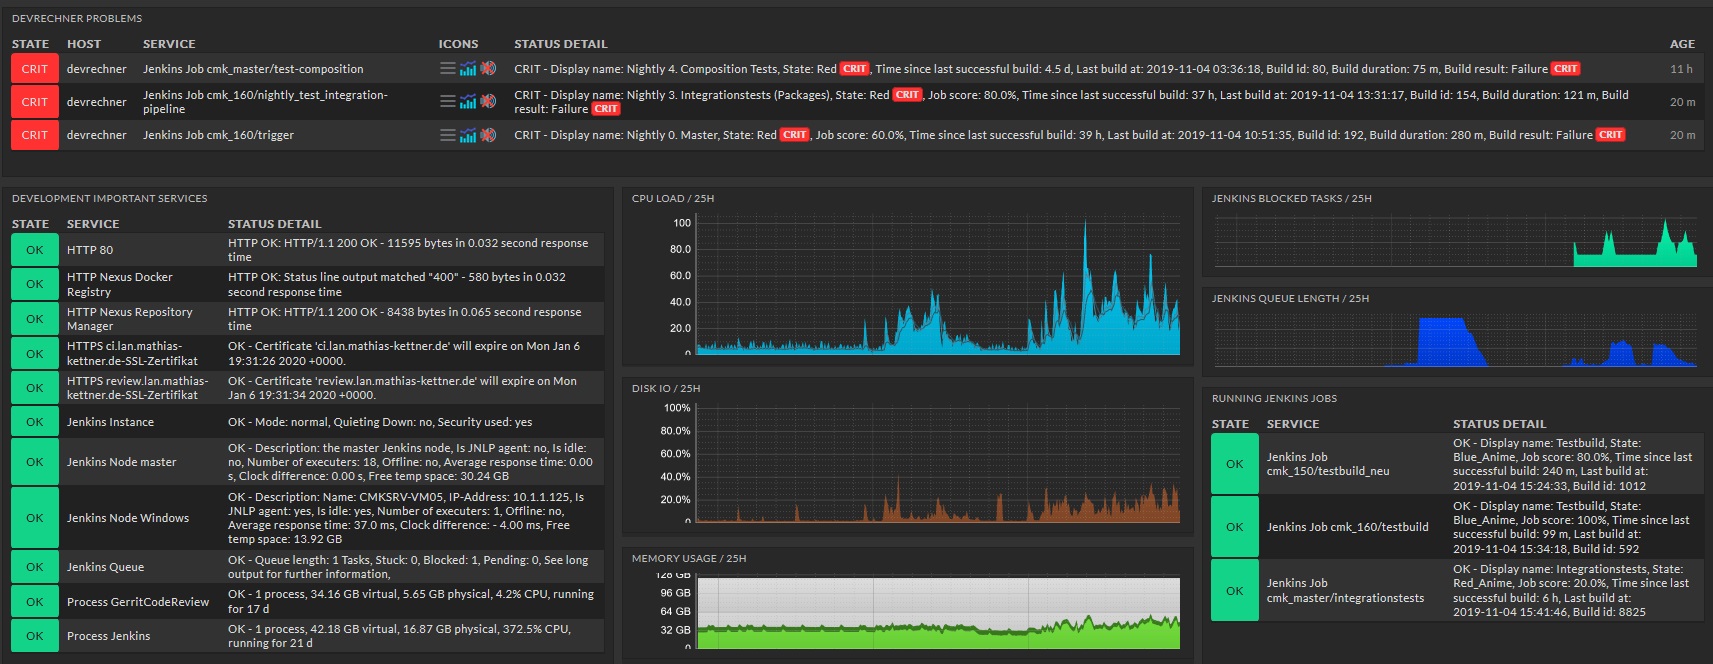 DEVRECHNER PROBLEMS
STATE HOST SERVICE ICONS STATUS DETAIL AGE
CRIT devrechner Jenkins Job cmk_master/test-composition CRIT - Display name: Nightly 4. Composition Tests, State: Red CRIT, Time since last successful build: 4.5 d, Last build at: 2019-11-04 03:36:18, Build id: 80, Build duration: 75 m, Build result: Failure CRIT 11 h
CRIT devrechner Jenkins Job cmk_160/nightly_test_integration-
pipeline
CRIT - Display name: Nightly 3. Integrationstests (Packages), State: Red CRIT, Job score: 80.0%, Time since last successful build: 37 h, Last build at: 2019-11-04 13:31:17, Build id: 154, Build duration: 121 m, Build
result: Failure CRIT
20 m
CRIT devrechner Jenkins Job cmk_160/trigger CRIT - Display name: Nightly 0. Master, State: Red CRIT, Job score: 60.0%, Time since last successful build: 39 h, Last build at: 2019-11-04 10:51:35, Build id: 192, Build duration: 280 m, Build result: Failure CRIT 20 m
DEVELOPMENT IMPORTANT SERVICES
STATE SERVICE STATUS DETAIL
OK HTTP 80
HTTP OK: HTTP/1.1 200 OK - 11595 bytes in 0.032 second response
time
OK HTTP Nexus Docker
Registry
HTTP OK: Status line output matched "400" - 580 bytes in 0.032
second response time
OK HTTP Nexus Repository
Manager
HTTP OK: HTTP/1.1 200 OK - 8438 bytes in 0.065 second response
time
OK HTTPS ci.lan.mathias-
kettner.de-SSL-Zertifikat
OK - Certificate 'ci.lan.mathias-kettner.de' will expire on Mon Jan 6
19:31:26 2020 +0000.
OK HTTPS review.lan.mathias-
kettner.de-SSL-Zertifikat
OK - Certificate 'review.lan.mathias-kettner.de' will expire on Mon
Jan 6 19:31:34 2020 +0000.
OK Jenkins Instance OK - Mode: normal, Quieting Down: no, Security used: yes
OK Jenkins Node master
OK - Description: the master Jenkins node, Is JNLP agent: no, Is idle:
no, Number of executers: 18, Offline: no, Average response time: 0.00
s, Clock difference: 0.00 s, Free temp space: 30.24 GB
OK Jenkins Node Windows
OK - Description: Name: CMKSRV-VM05, IP-Address: 10.1.1.125, Is
JNLP agent: yes, Is idle: yes, Number of executers: 1, Offline: no,
Average response time: 37.0 ms, Clock difference: - 4.00 ms, Free
temp space: 13.92 GB
OK Jenkins Queue
OK - Queue length: 1 Tasks, Stuck: 0, Blocked: 1, Pending: 0, See long
output for further information,
OK Process GerritCodeReview
OK - 1 process, 34.16 GB virtual, 5.65 GB physical, 4.2% CPU, running
for 17 d
OK Process Jenkins
OK - 1 process, 42.18 GB virtual, 16.87 GB physical, 372.5% CPU,
running for 21 d
CPU LOAD / 25H
100
80.0
60.0
40.0
20.0
0
DISK IO / 25H
100%
80.0%
60.0%
40.0%
20.0%
0
MEMORY USAGE / 25H
128 GB
96 GB
64 GB
32 GB
0
JENKINS BLOCKED TASKS / 25H
JENKINS QUEUE LENGTH / 25H
RUNNING JENKINS JOBS
STATE SERVICE STATUS DETAIL
OK Jenkins Job
cmk_150/testbuild_neu
OK - Display name: Testbuild, State:
Blue_Anime, Job score: 80.0%, Time since last
successful build: 240 m, Last build at:
2019-11-04 15:24:33, Build id: 1012
OK Jenkins Job cmk_160/testbuild
OK - Display name: Testbuild, State:
Blue_Anime, Job score: 100%, Time since last
successful build: 99 m, Last build at:
2019-11-04 15:34:18, Build id: 592
OK Jenkins Job
cmk_master/integrationtests
OK - Display name: Integrationtests, State:
Red_Anime, Job score: 20.0%, Time since last
successful build: 6 h, Last build at:
2019-11-04 15:41:46, Build id: 8825